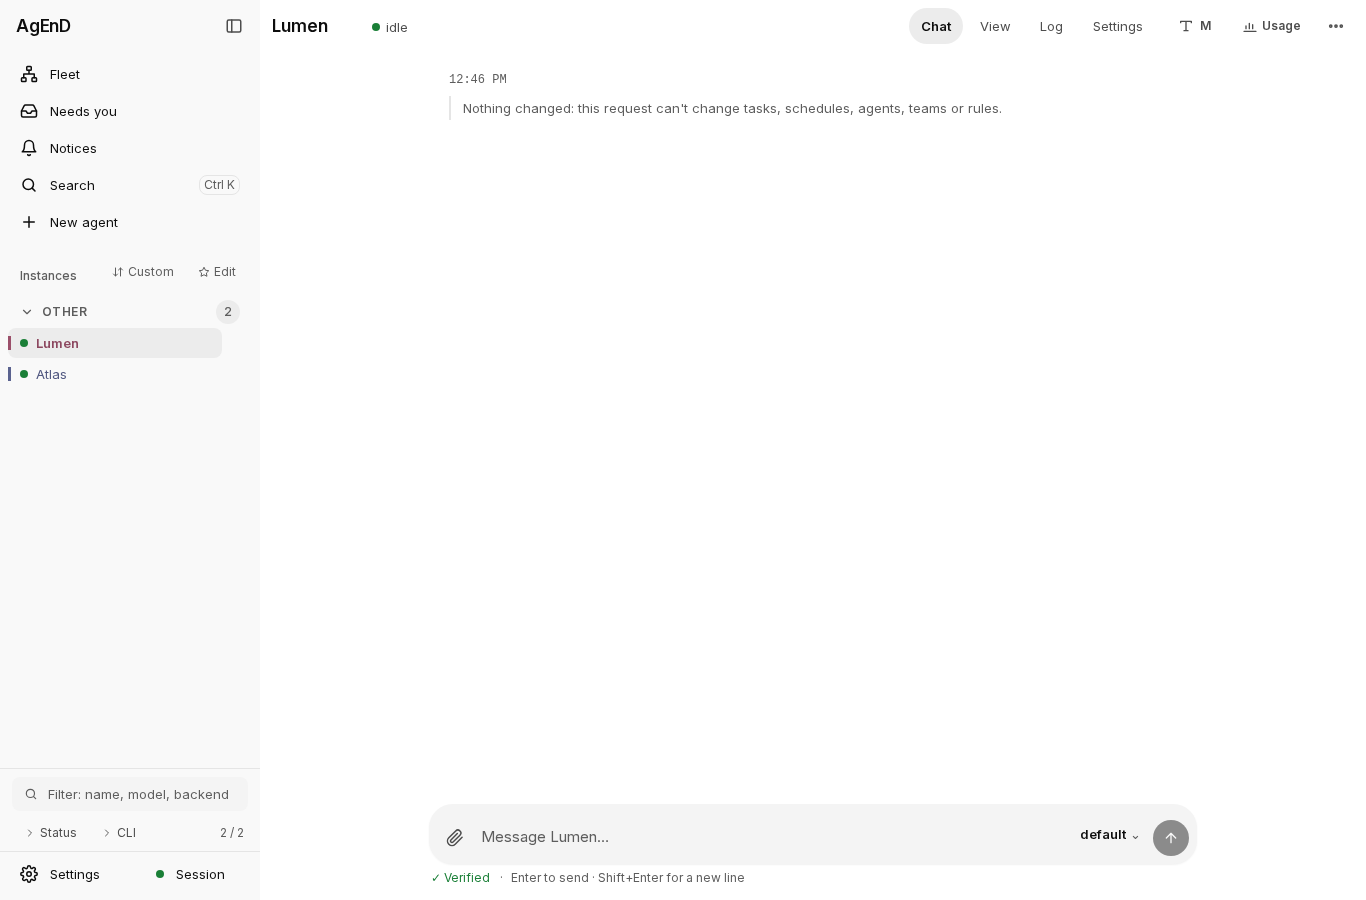 AgEnD
Fleet
Needs you
Notices
Search
Ctrl K
New agent
Instances
Custom
Edit
OTHER
2
Lumen
Atlas
Filter: name, model, backend
Status
CLI
2 / 2
Settings
Session
Lumen
idle
Chat
View
Log
Settings
M
Usage
12:46 PM
Nothing changed: this request can't change tasks, schedules, agents, teams or rules.
Message Lumen...
default
✓ Verified · Enter to send · Shift+Enter for a new line